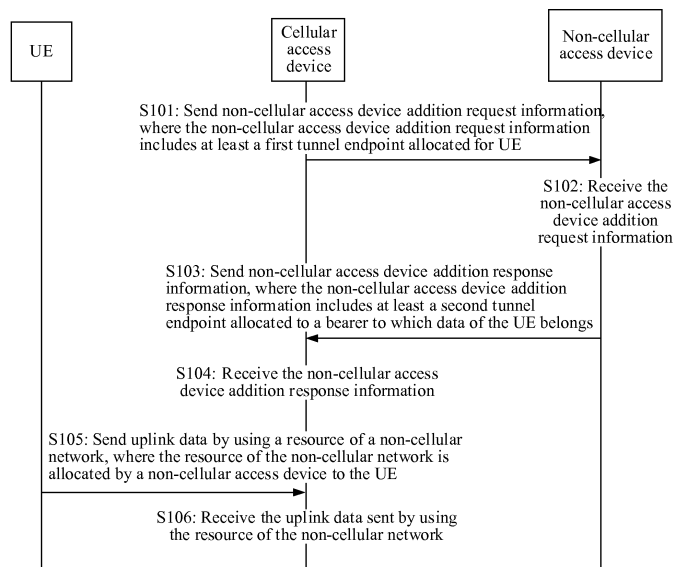 UE
Cellular
access
device
Non-cellular
access device
S101: Send non-cellular access device addition request information,
where the non-cellular access device addition request information
includes at least a first tunnel endpoint allocated for UE
S102: Receive the
non-cellular access
device addition
request information
S103: Send non-cellular access device addition response
information, where the non-cellular access device addition
response information includes at least a second tunnel
endpoint allocated to a bearer to which data of the UE belongs
S104: Receive the non-cellular access
device addition response information
S105: Send uplink data by using a resource of a non-cellular
network, where the resource of the non-cellular network is
allocated by a non-cellular access device to the UE
S106: Receive the uplink data sent by using
the resource of the non-cellular network